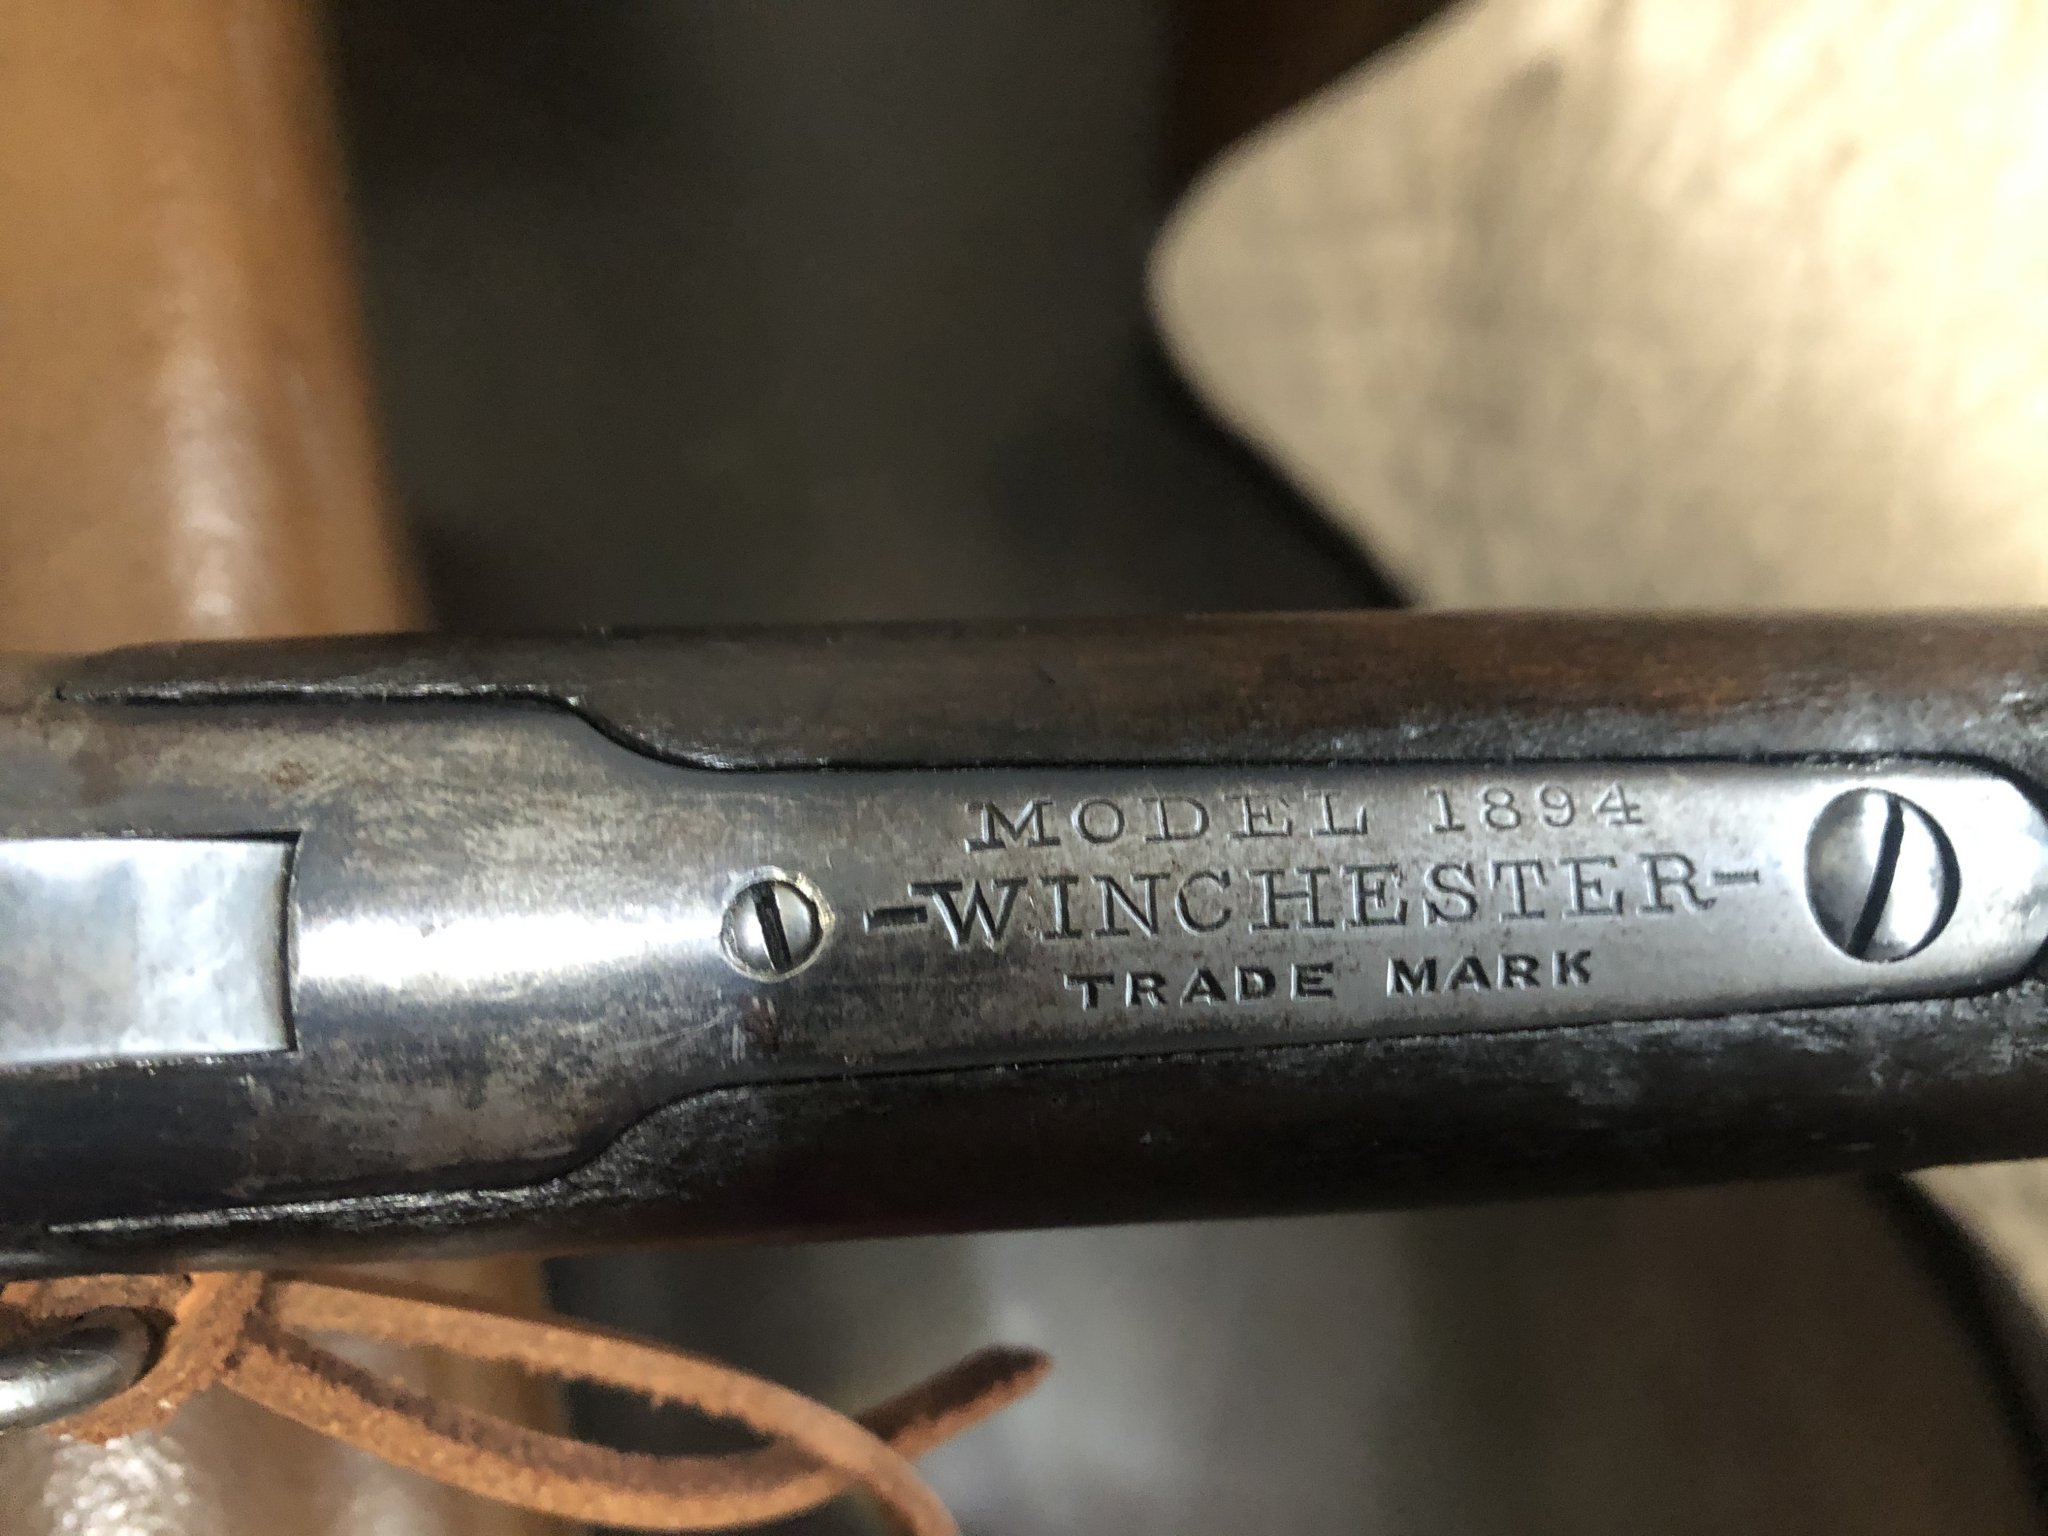 MODEL 1894
-WINCHESTER-
TRADE MARK